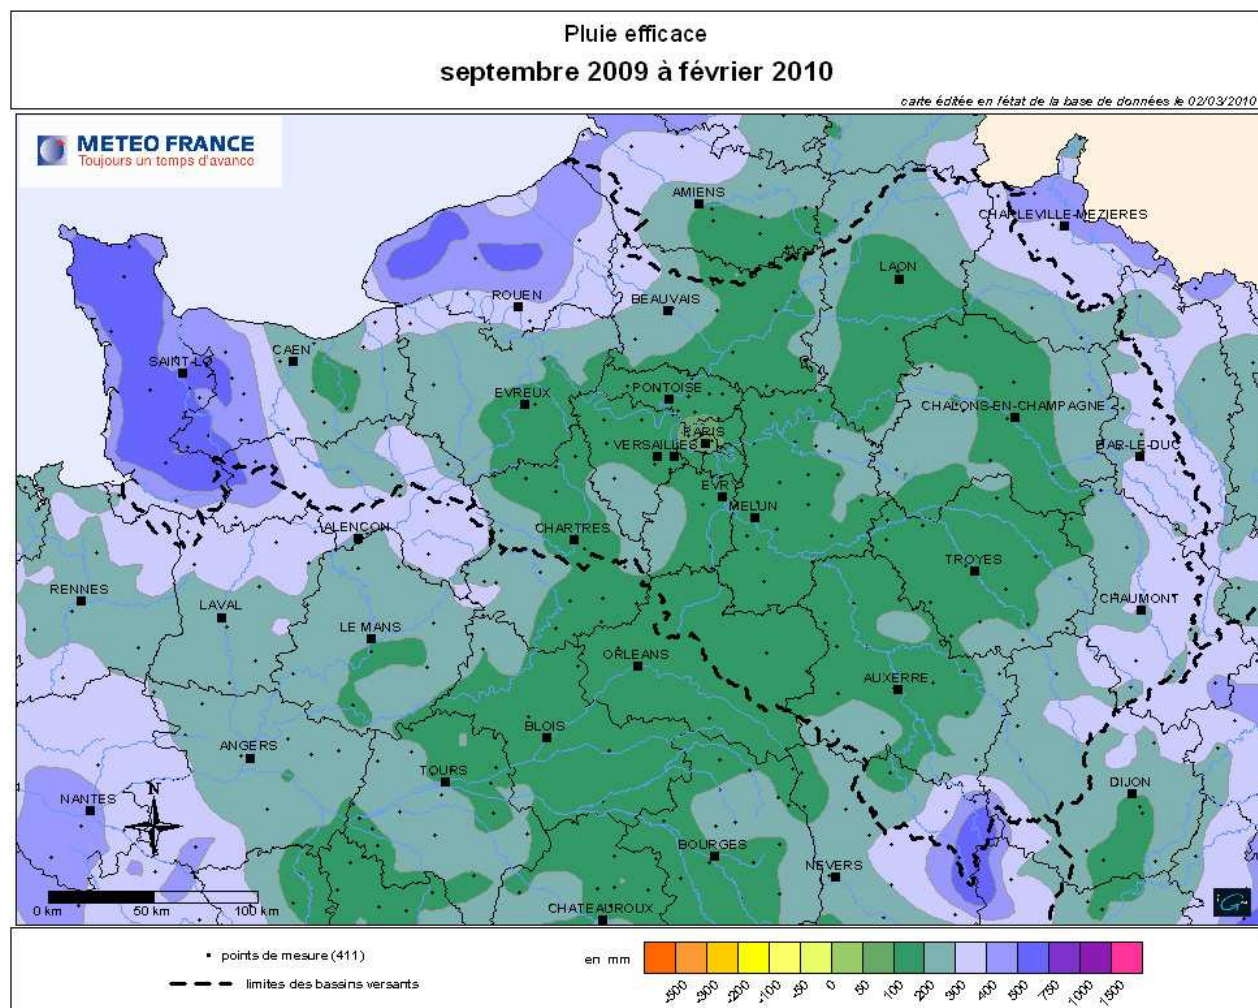 Pluie efficace
septembre 2009 à février 2010
carte éditée en l'état de la base de données le 02/03/2010
METEO FRANCE
Toujours un temps d'avance
AMIENS
CHARLEVILLE-MEZIERES
LAON
ROUEN
BEAUVAIS
SAINT-LO
CAEN
EVREUX
PONTOISE
CHALONS-EN-CHAMPAGNE
PARIS
VERSAILLES
BAR-LE-DUC
EVRY
MELUN
ALENCON
CHARTRES
TROYES
RENNES
LAVAL
CHAUMONT
LE MANS
ORLEANS
AUXERRE
BLOIS
ANGERS
TOURS
DIJON
NANTES
N
BOURGES
NEVERS
CHATEAUROUX
0 km 50 km 100 km
points de mesure (411)
limites des bassins versants
en mm
-500 -300 -200 -100 -50 0 50 100 200 300 400 500 750 1000 1500